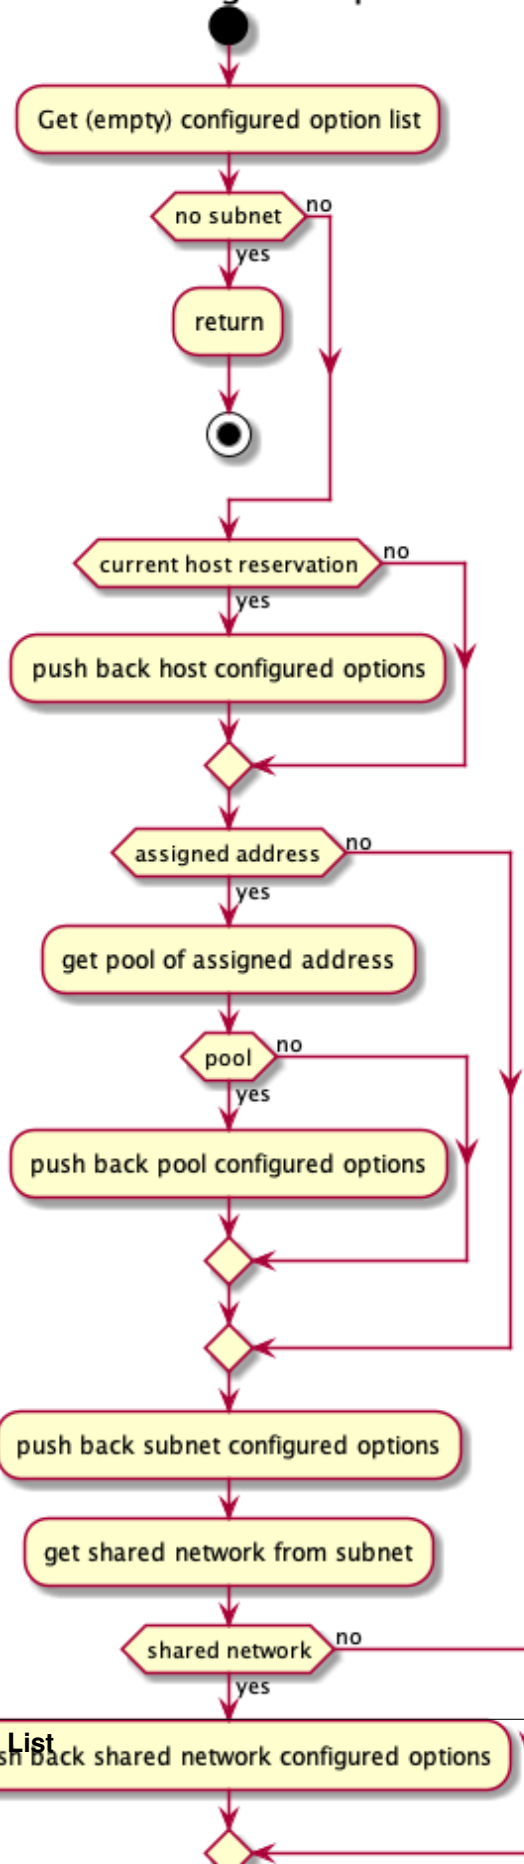 Get (empty) configured option list
no subnet
no
yes
return
current host reservation
no
yes
push back host configured options
assigned address
no
yes
get pool of assigned address
pool
no
yes
push back pool configured options
push back subnet configured options
get shared network from subnet
shared network
no
yes
List
back shared network configured options